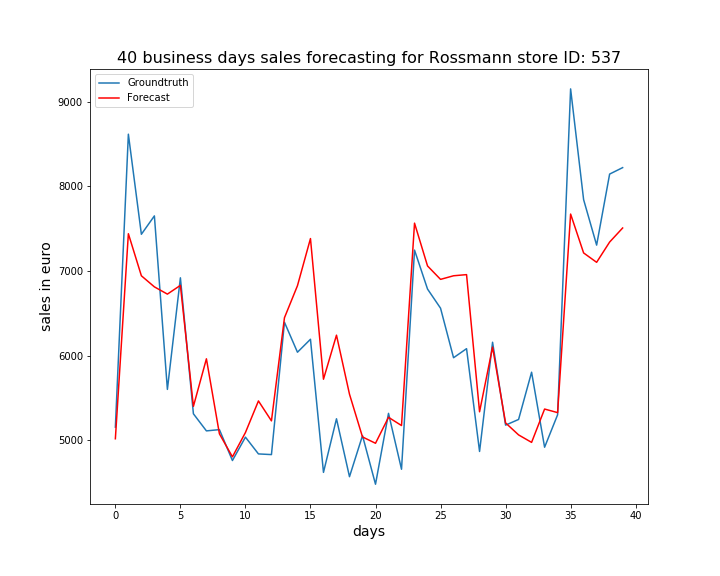 40 business days sales forecasting for Rossmann store ID: 537
Groundtruth
Forecast
9000
8000
7000
6000
5000
sales in euro
0 5 10 15 20 25 30 35 40
days